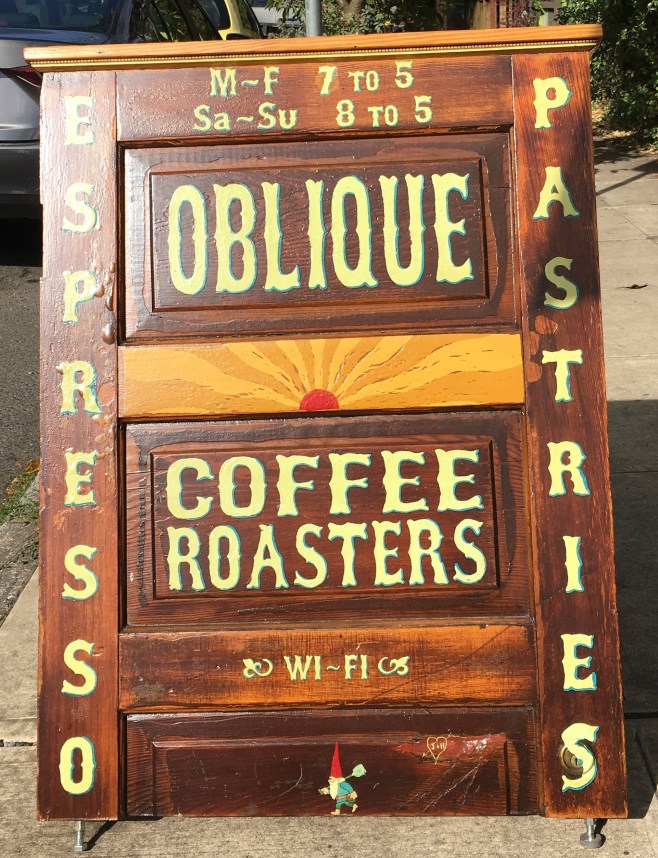 M~F 7 TO 5
Sa~Su 8 TO 5
ESPRESSO
OBLIQUE
COFFEE
ROASTERS
WI~FI
PASTRIES
J+H